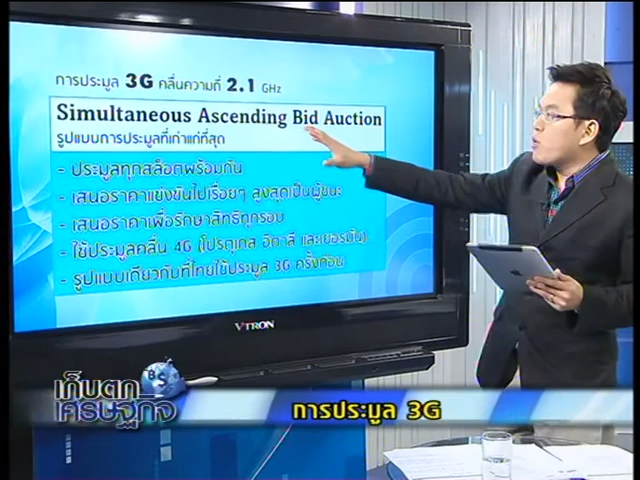 การประมูล 3G คลื่นความถี่ 2.1 GHz
Simultaneous Ascending Bid Auction
รูปแบบการประมูลที่เก่าแก่ที่สุด
- ประมูลทุกสล็อตพร้อมกัน
- เสนอราคาแข่งขันไปเรื่อยๆ สูงสุดเป็นผู้ชนะ
- เสนอราคาเพื่อรักษาสิทธิทุกรอบ
- ใช้ประมูลคลื่น 4G (โปรตุเกส อิตาลี และเยอรมัน)
- รูปแบบเดียวกับที่ไทยใช้ประมูล 3G ครั้งก่อน
VTRON
เก็บตก
เศรษฐกิจ
การประมูล 3G